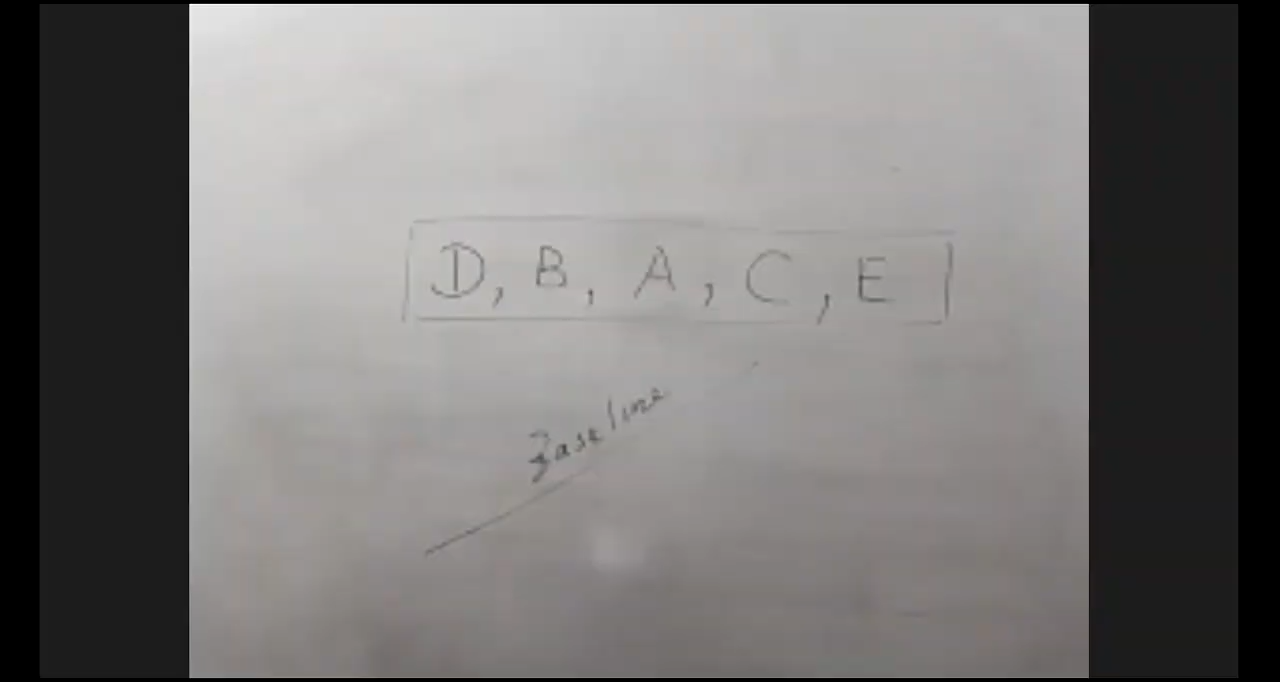 D, B, A, C, E
Baseline